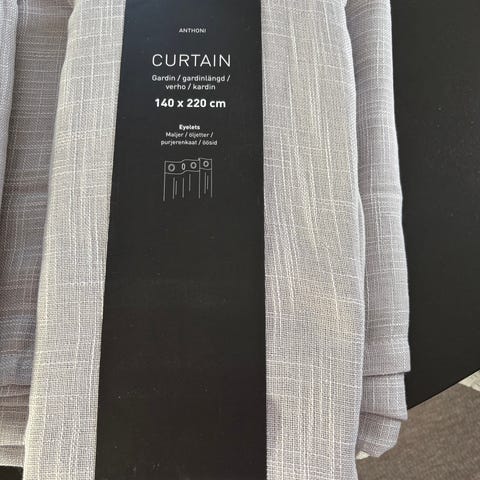 ANTHONI
CURTAIN
Gardin / gardinlängd /
verho / kardin
140 x 220 cm
Eyelets
Maljer / öljetter /
purjerenkaat / öösid